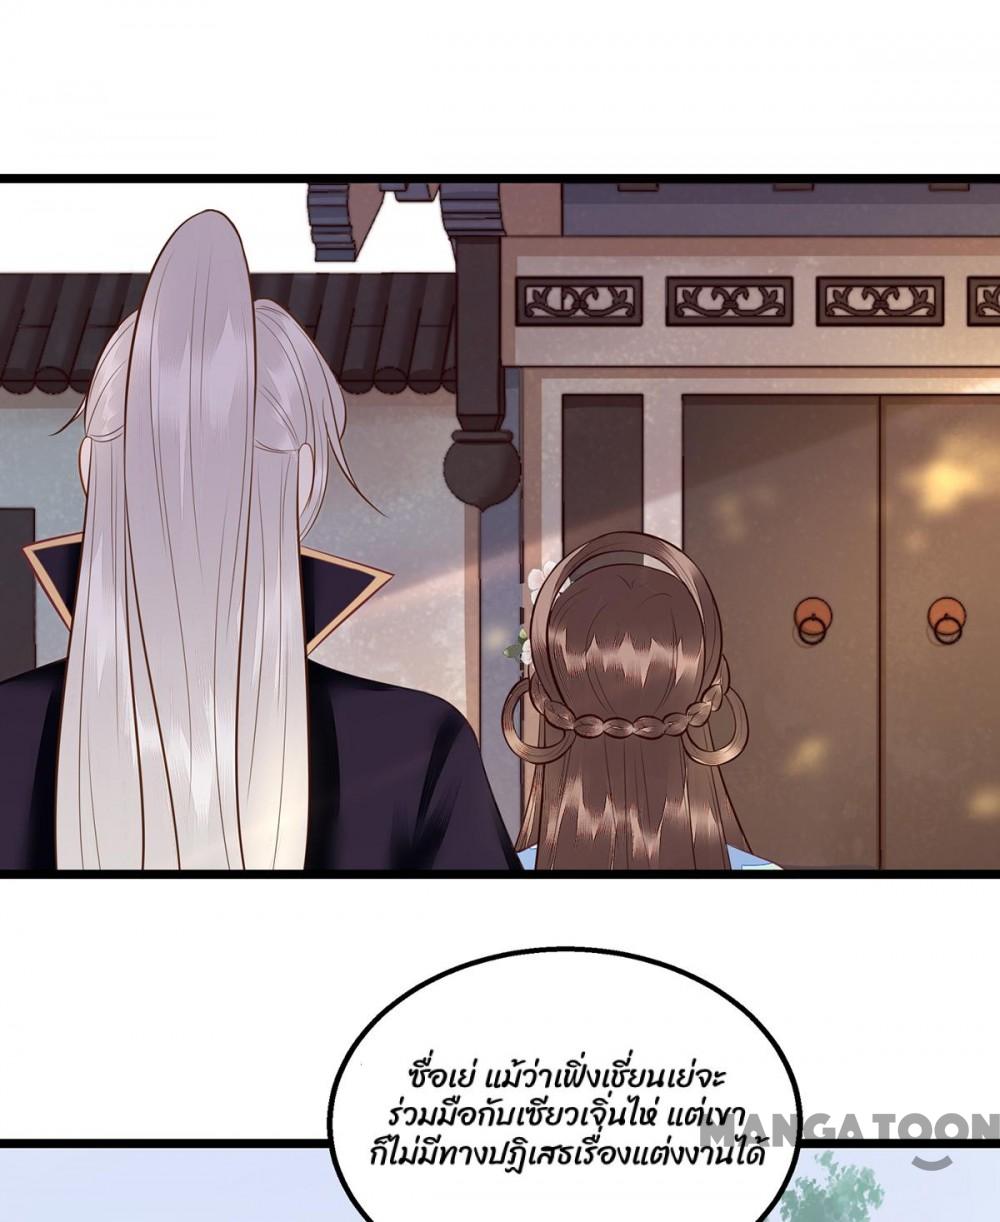 ซื่อเย่ แม้ว่าเฟิ่งเชี่ยนเย่จะ
ร่วมมือกับเซียวเจิ่นไห่ แต่เขา
ก็ไม่มีทางปฏิเสธเรื่องแต่งงานได้
MANGATOON